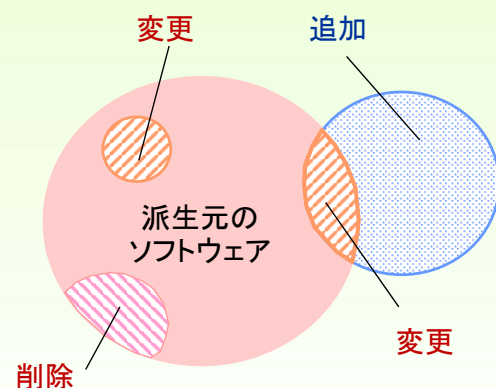 変更
追加
派生元の
ソフトウェア
変更
削除